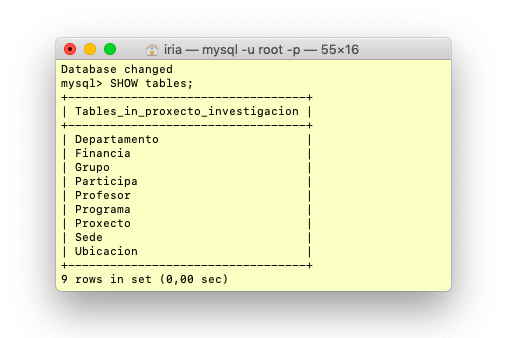 iria — mysql -u root -p — 55×16
Database changed
mysql> SHOW tables;
+----------------------------------+
| Tables_in_proxecto_investigacion |
+----------------------------------+
| Departamento                     |
| Financia                         |
| Grupo                            |
| Participa                        |
| Profesor                         |
| Programa                         |
| Proxecto                         |
| Sede                             |
| Ubicacion                        |
+----------------------------------+
9 rows in set (0,00 sec)